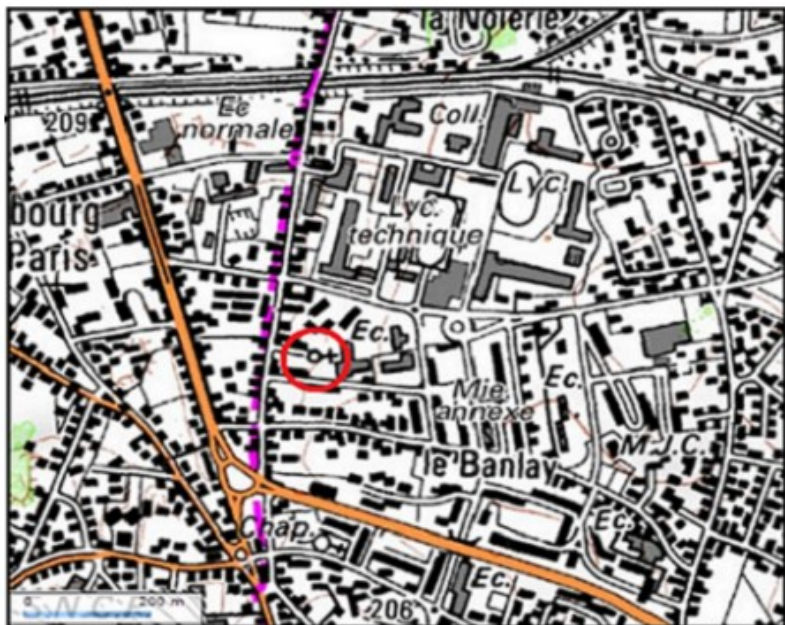 la Noierie
209
Ec
normale
Coll.
Lyc.
bourg
Paris
Lyc.
technique
Ec.
Mie
annexe
Ec.
M.J.C.
le Banlay
Chap.
Ec.
Ec.
206
S.N.C.F.
0
200 m